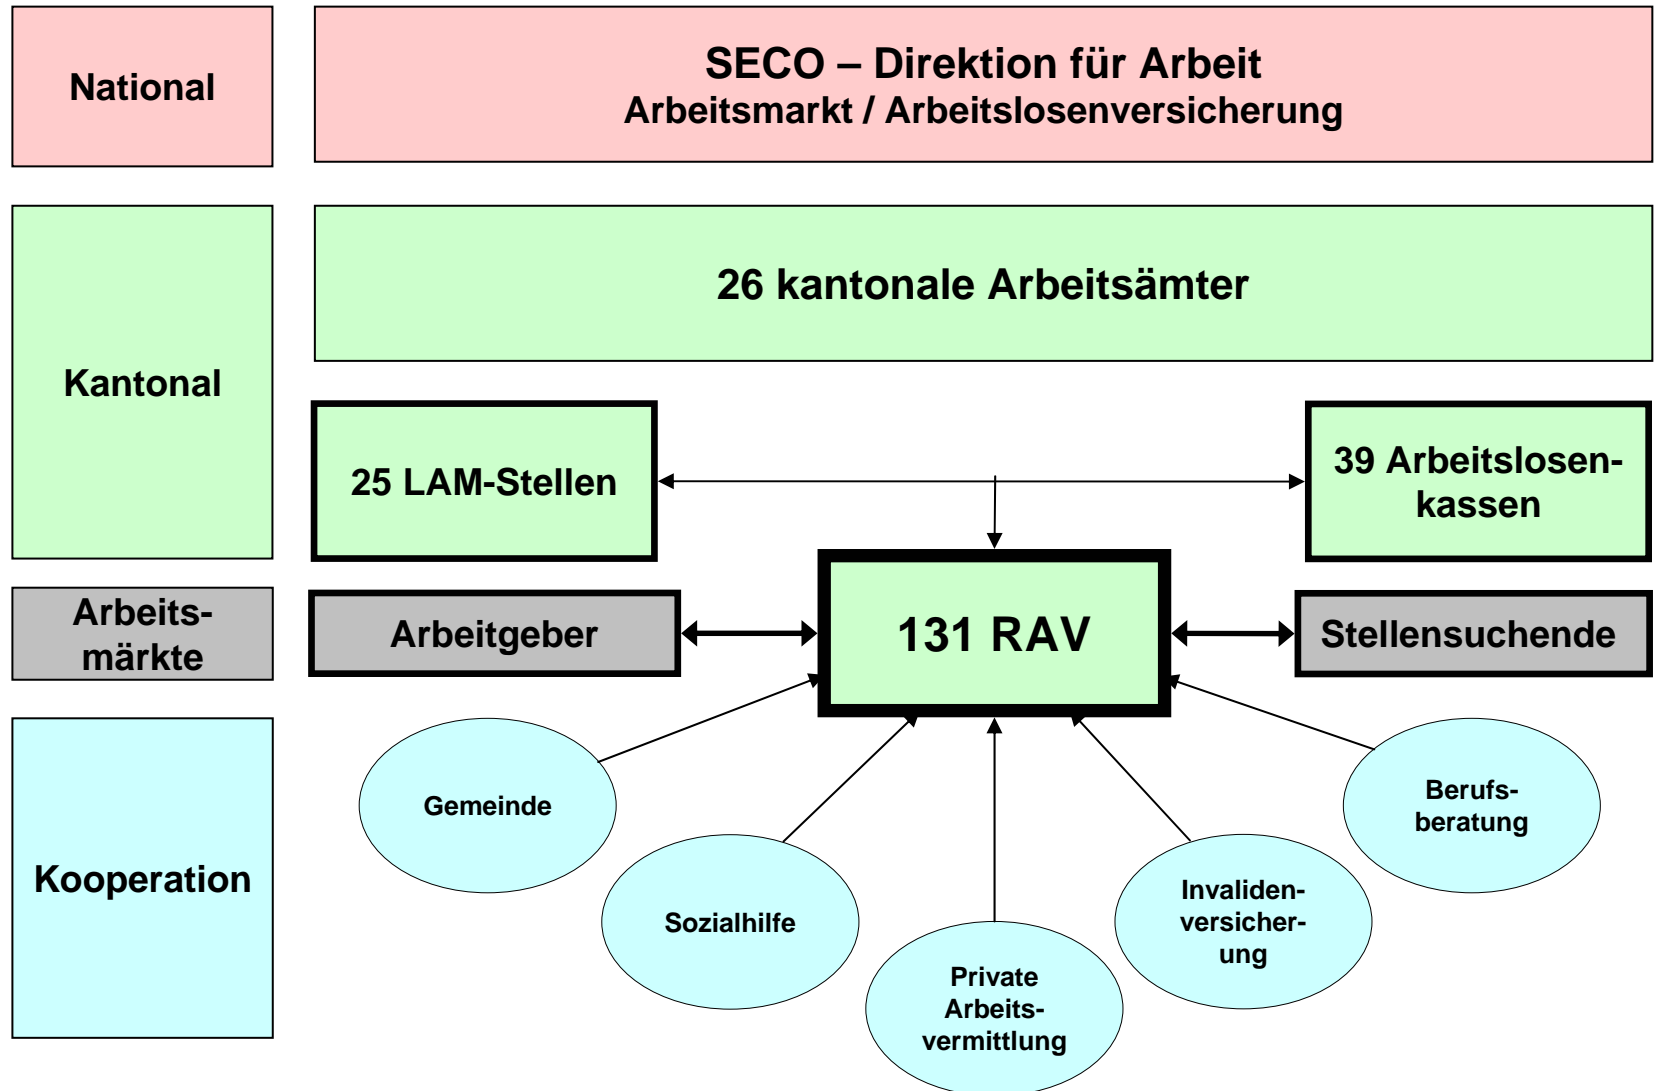 National
SECO – Direktion für Arbeit
Arbeitsmarkt / Arbeitslosenversicherung
Kantonal
26 kantonale Arbeitsämter
25 LAM-Stellen
39 Arbeitslosen-
kassen
Arbeits-
märkte
Arbeitgeber
131 RAV
Stellensuchende
Kooperation
Gemeinde
Sozialhilfe
Private
Arbeits-
vermittlung
Invaliden-
versicher-
ung
Berufs-
beratung